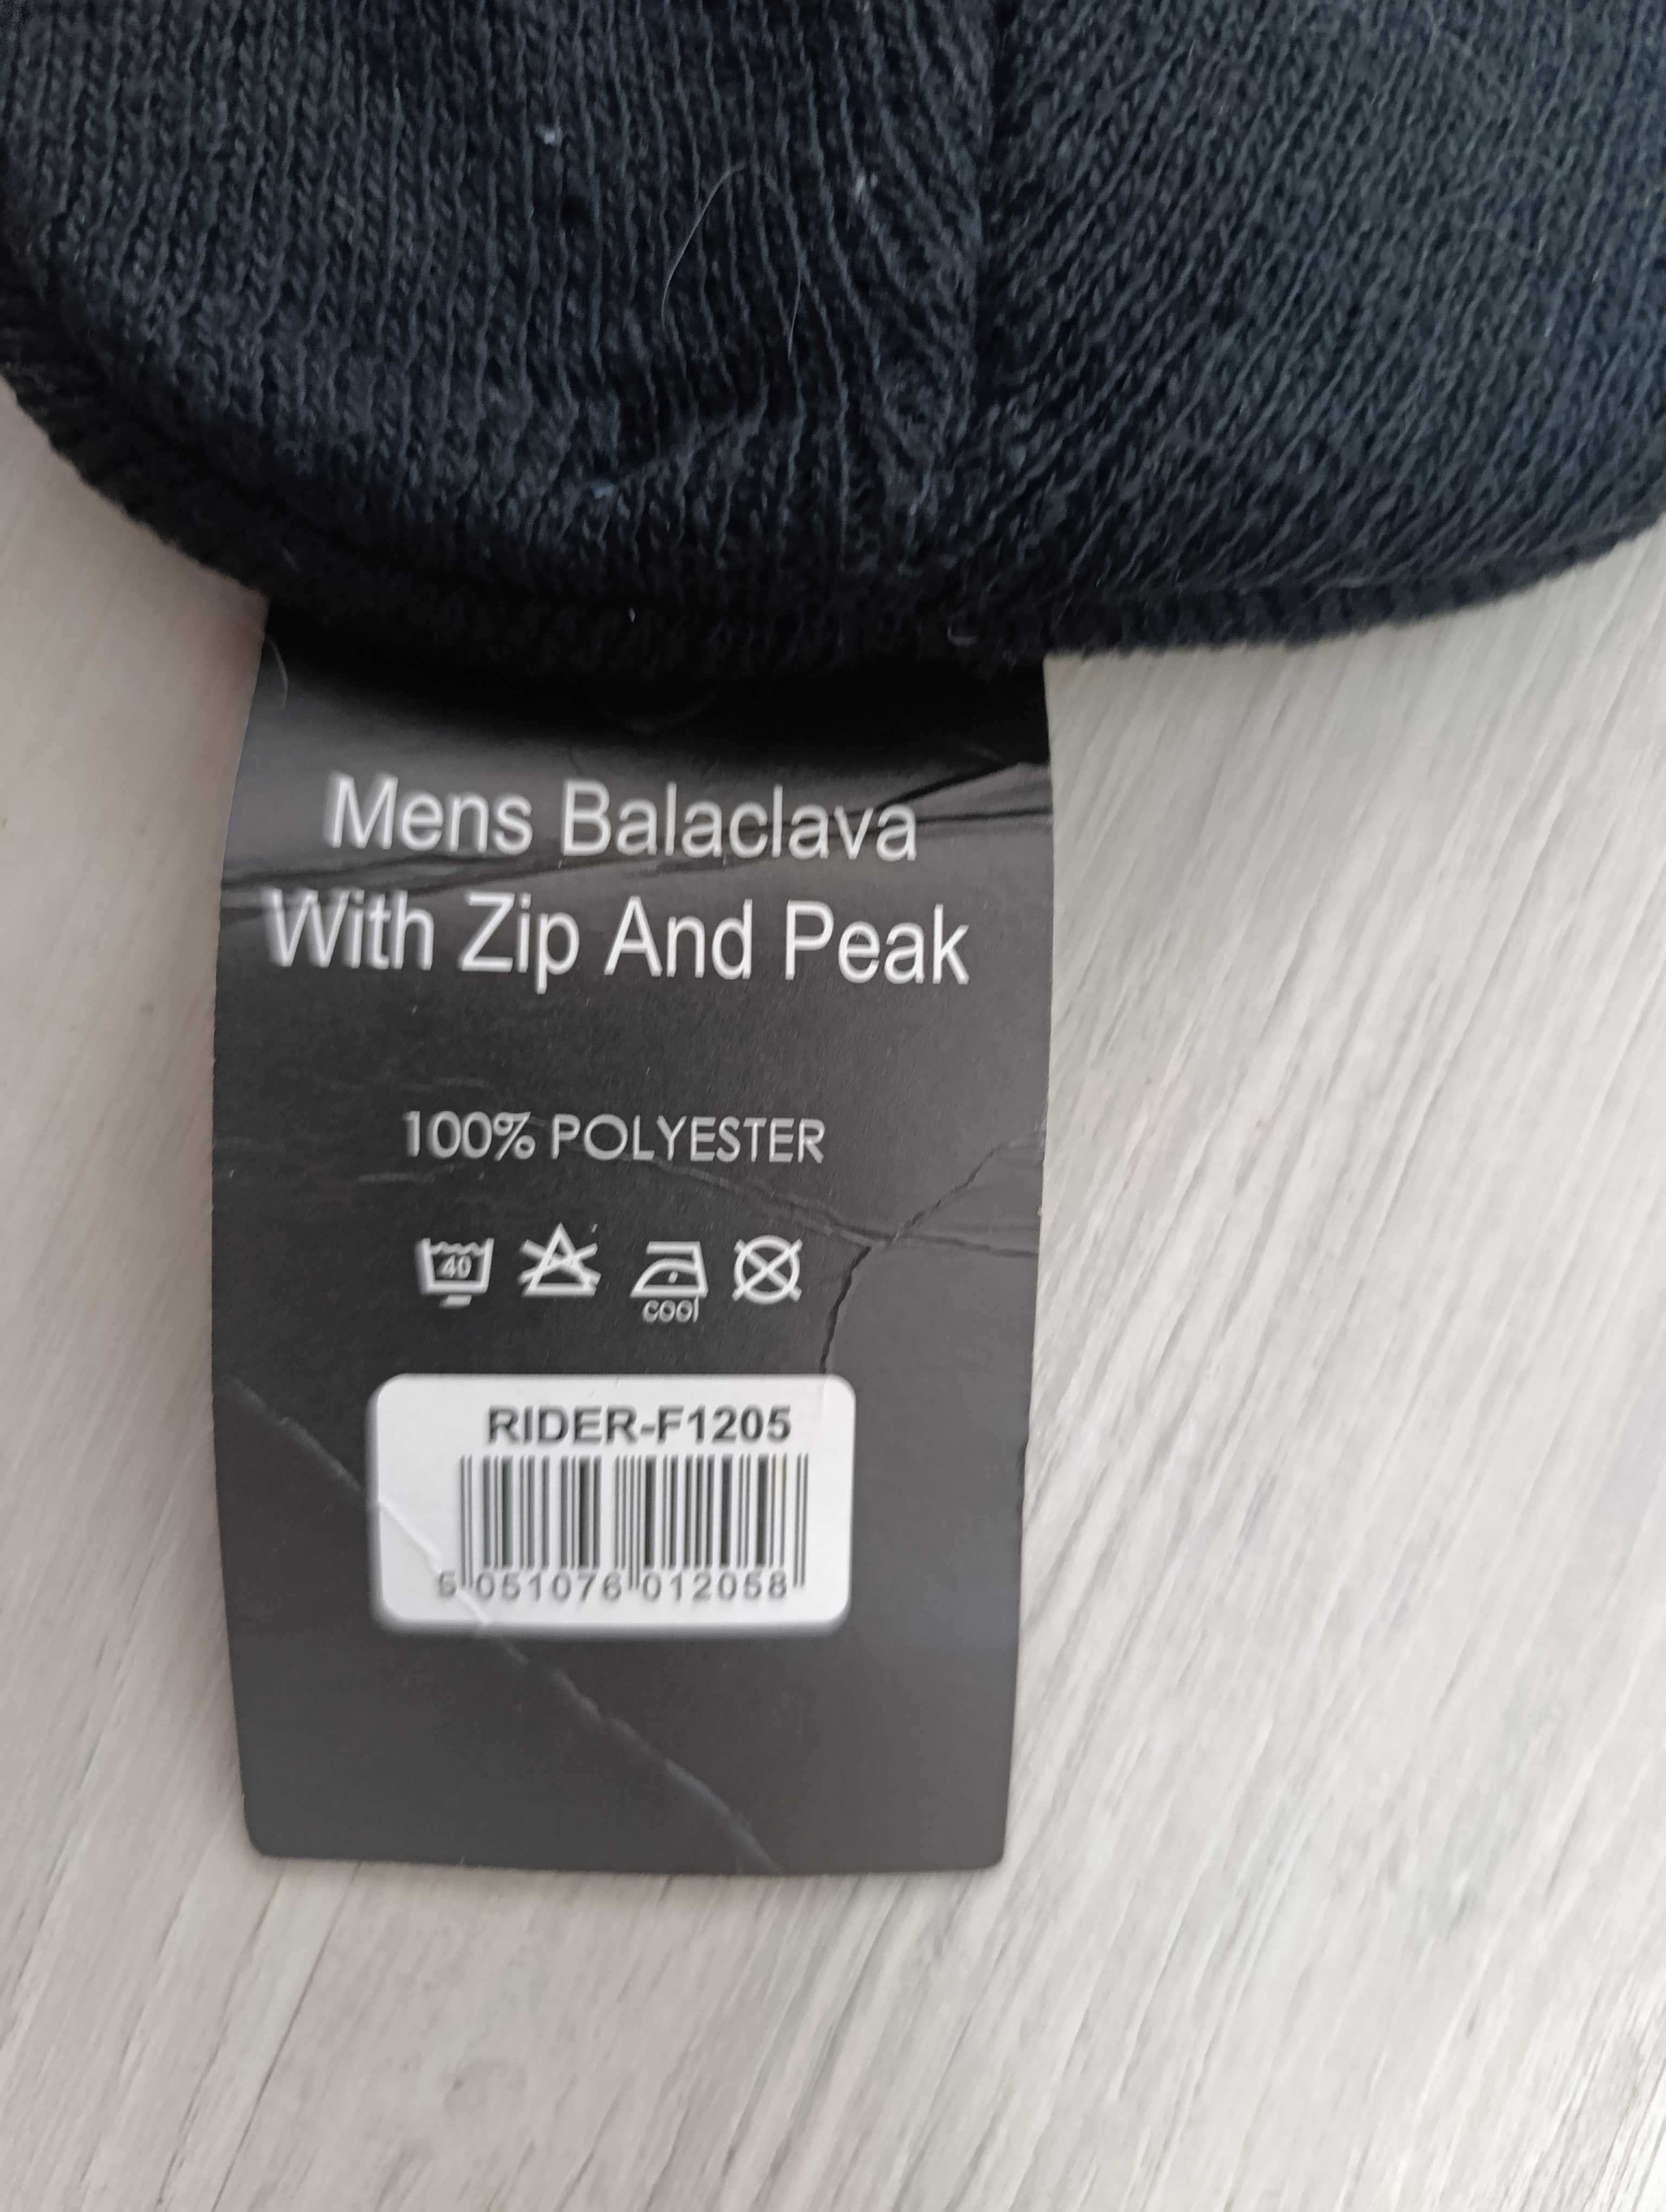 Mens Balaclava
With Zip And Peak
100% POLYESTER
40
cool
RIDER-F1205
5 051076 012058